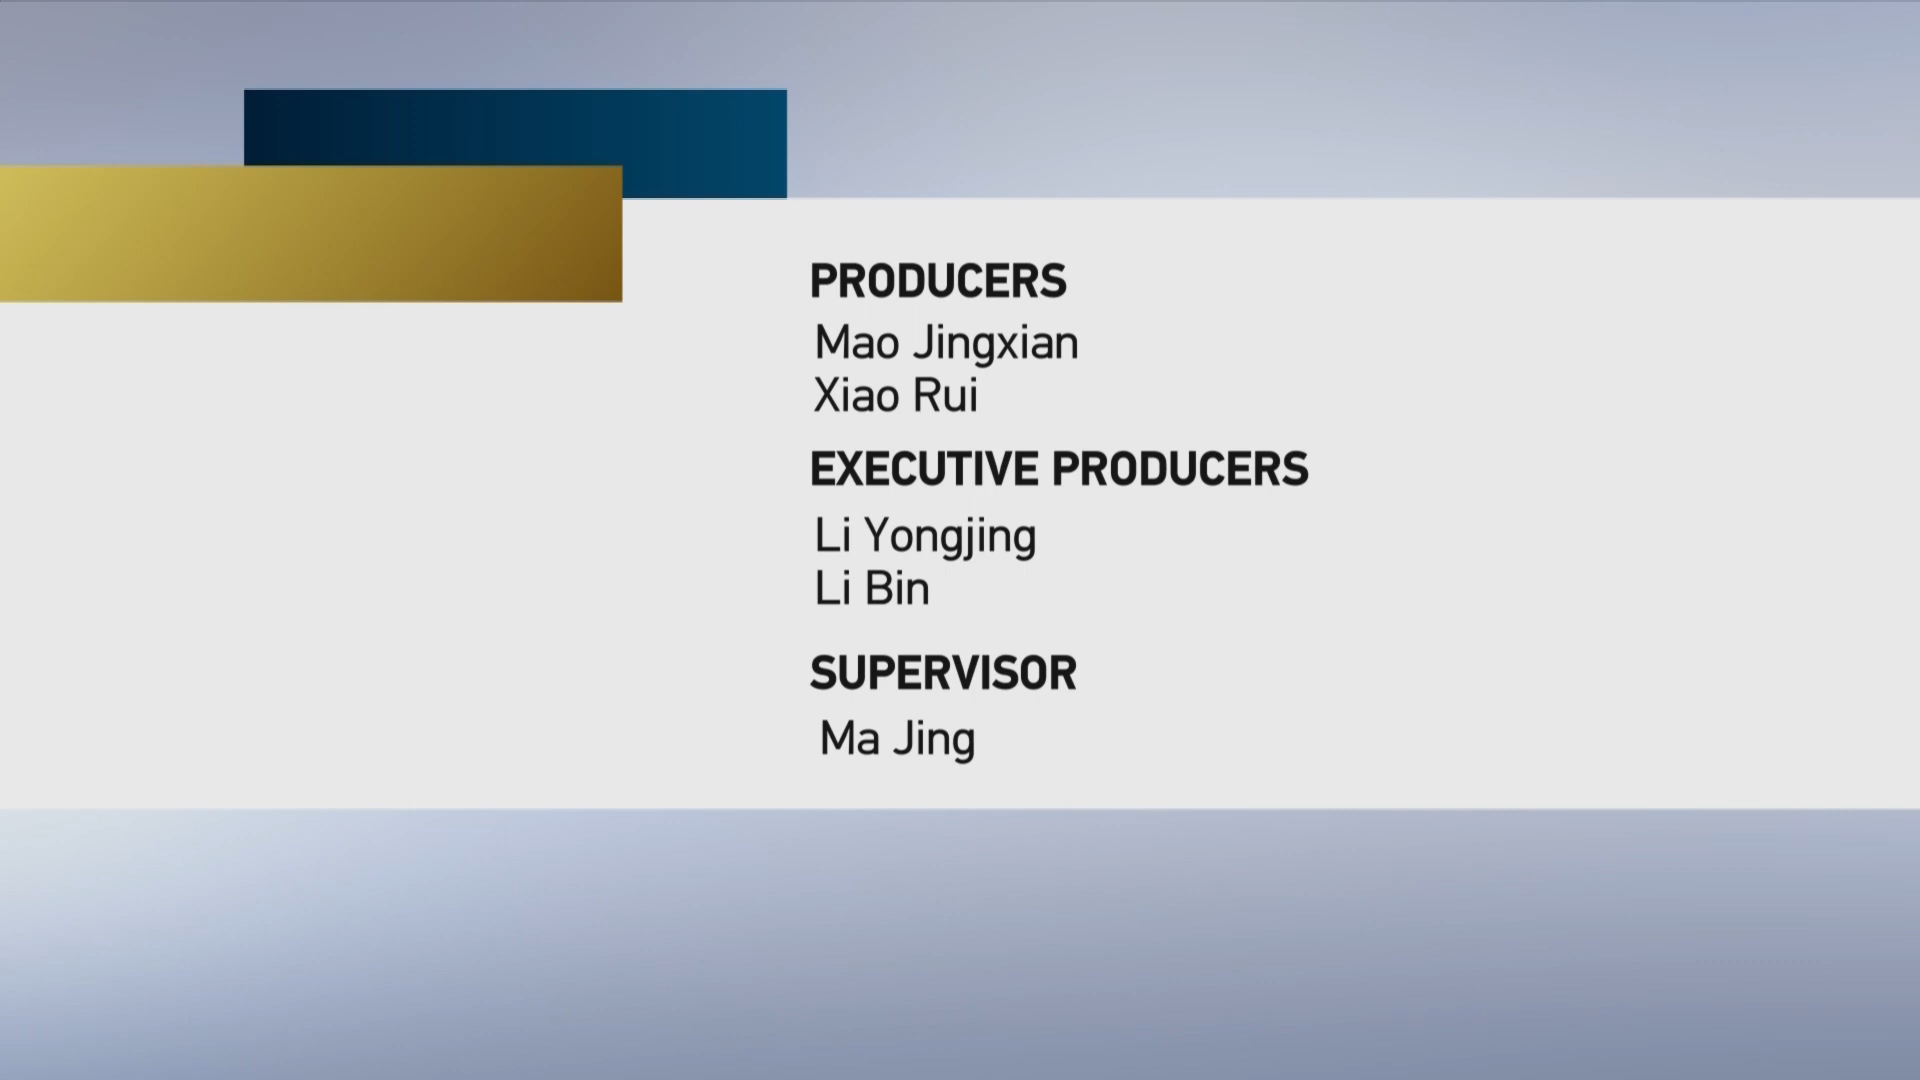 PRODUCERS
Mao Jingxian
Xiao Rui
EXECUTIVE PRODUCERS
Li Yongjing
Li Bin
SUPERVISOR
Ma Jing